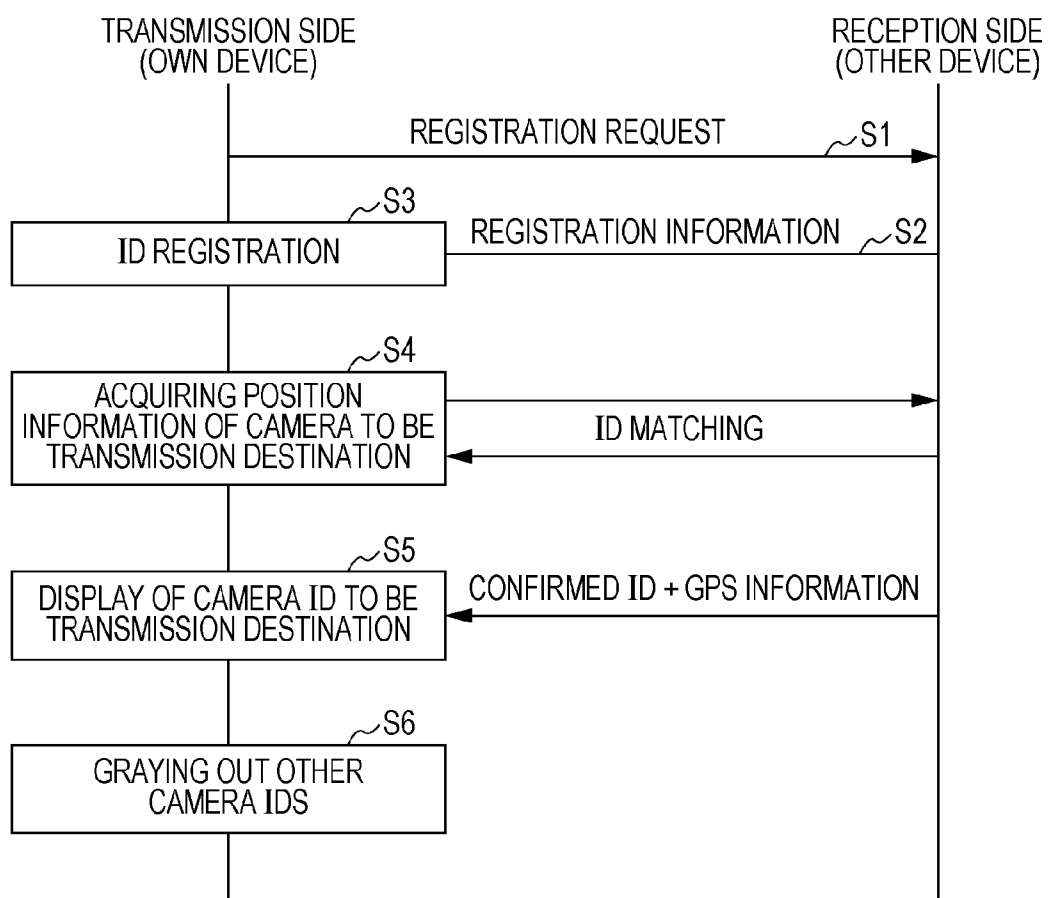 TRANSMISSION SIDE
(OWN DEVICE)
RECEPTION SIDE
(OTHER DEVICE)
REGISTRATION REQUEST
S1
S3
ID REGISTRATION
REGISTRATION INFORMATION
S2
S4
ACQUIRING POSITION
INFORMATION OF CAMERA TO BE
TRANSMISSION DESTINATION
ID MATCHING
S5
DISPLAY OF CAMERA ID TO BE
TRANSMISSION DESTINATION
CONFIRMED ID + GPS INFORMATION
S6
GRAYING OUT OTHER
CAMERA IDS